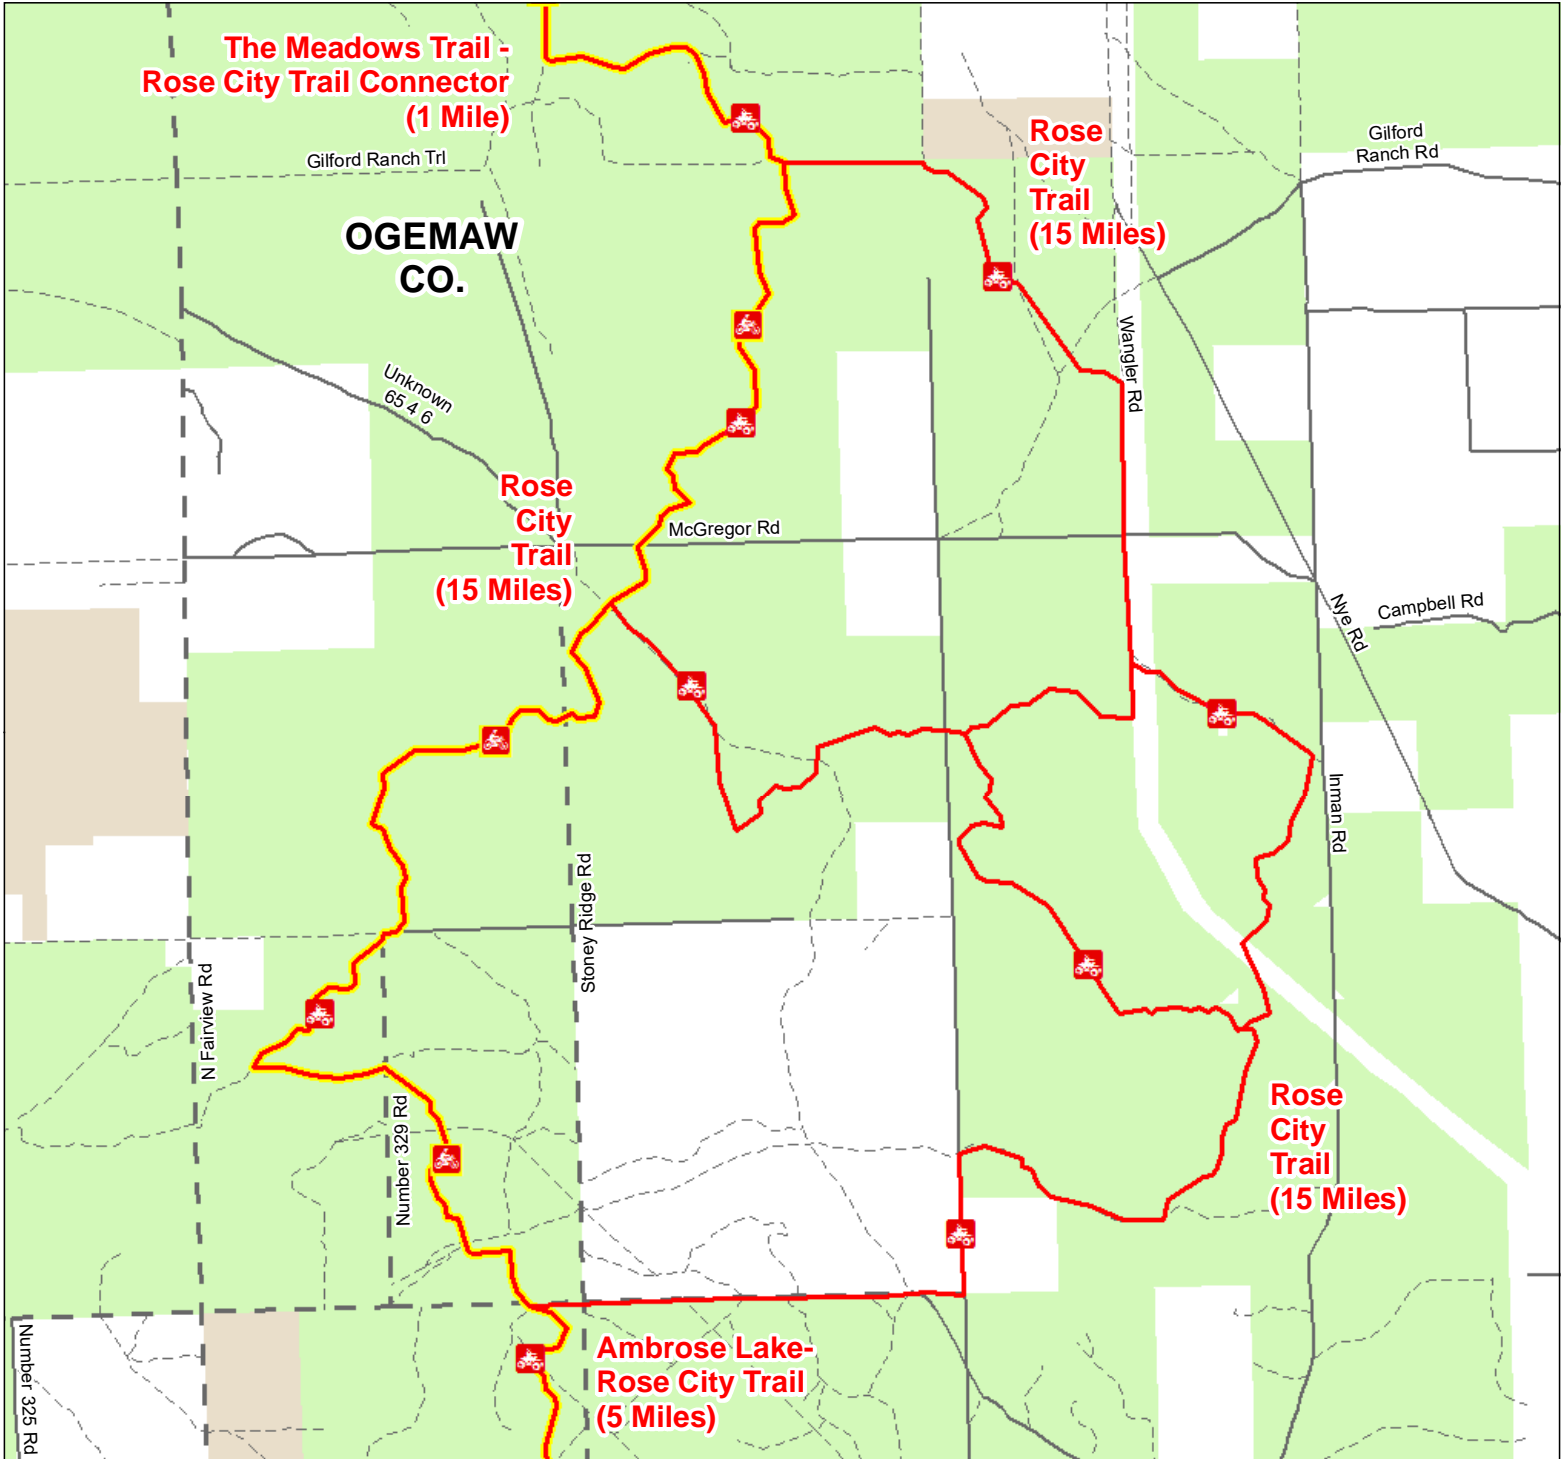 The Meadows Trail -
Rose City Trail Connector
(1 Mile)
Gilford Ranch Trl
OGEMAW
CO.
Rose
City
Trail
(15 Miles)
Gilford
Ranch Rd
Wangler Rd
Unknown
65 4 6
Rose
City
Trail
(15 Miles)
McGregor Rd
Nye Rd
Campbell Rd
Inman Rd
Stoney Ridge Rd
N Fairview Rd
Number 329 Rd
Rose
City
Trail
(15 Miles)
Number 325 Rd
Ambrose Lake-
Rose City Trail
(5 Miles)